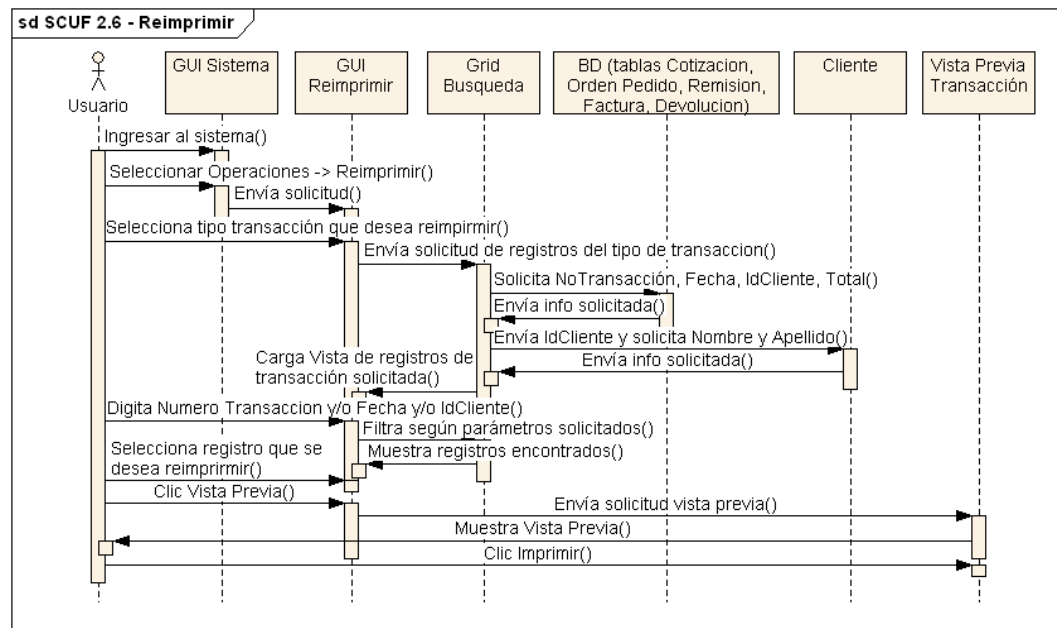 sd SCUF 2.6 - Reimprimir
Usuario
GUI Sistema
GUI
Reimprimir
Grid
Busqueda
BD (tablas Cotizacion,
Orden Pedido, Remision,
Factura, Devolucion)
Cliente
Vista Previa
Transacción
Ingresar al sistema()
Seleccionar Operaciones -> Reimprimir()
Envía solicitud()
Selecciona tipo transacción que desea reimpirmir()
Envía solicitud de registros del tipo de transaccion()
Solicita NoTransacción, Fecha, IdCliente, Total()
Envía info solicitada()
Envía IdCliente y solicita Nombre y Apellido()
Envía info solicitada()
Carga Vista de registros de
transacción solicitada()
Digita Numero Transaccion y/o Fecha y/o IdCliente()
Filtra según parámetros solicitados()
Muestra registros encontrados()
Selecciona registro que se
desea reimprirmir()
Clic Vista Previa()
Envía solicitud vista previa()
Muestra Vista Previa()
Clic Imprimir()